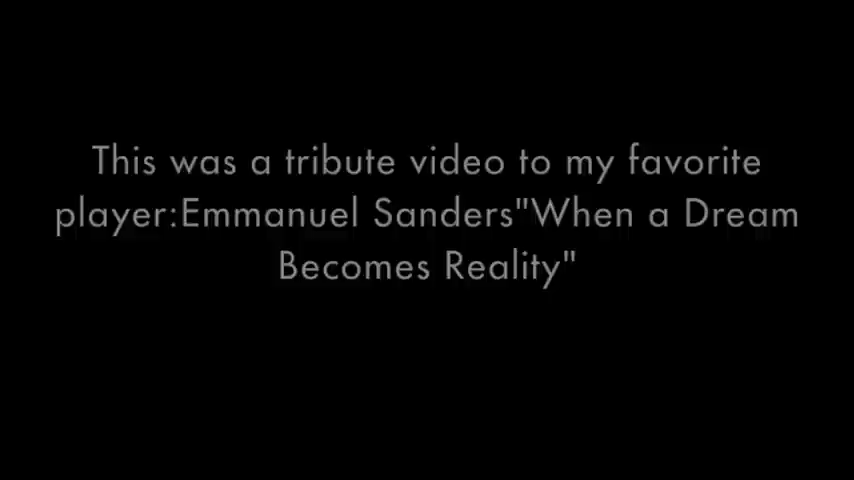 This was a tribute video to my favorite
player:Emmanuel Sanders"When a Dream
Becomes Reality"